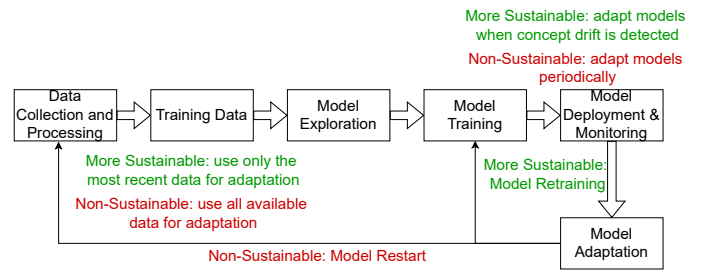 More Sustainable: adapt models
when concept drift is detected
Non-Sustainable: adapt models
periodically
Data
Collection and
Processing
Training Data
Model
Exploration
Model
Training
Model
Deployment &
Monitoring
More Sustainable: use only the
most recent data for adaptation
Non-Sustainable: use all available
data for adaptation
More Sustainable:
Model Retraining
Model
Adaptation
Non-Sustainable: Model Restart